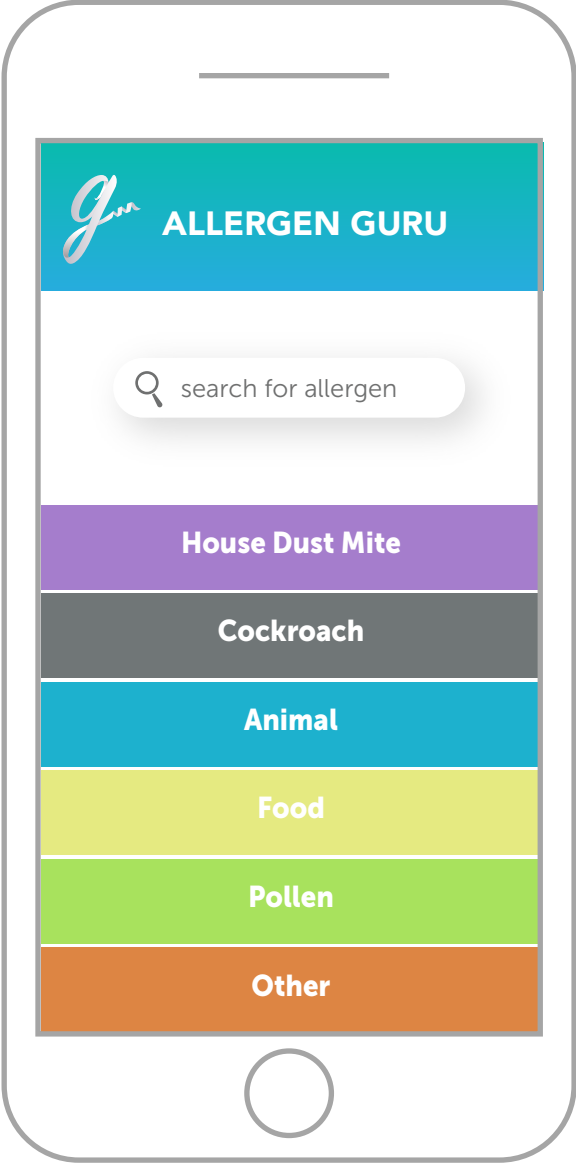 ALLERGEN GURU
search for allergen
House Dust Mite
Cockroach
Animal
Food
Pollen
Other